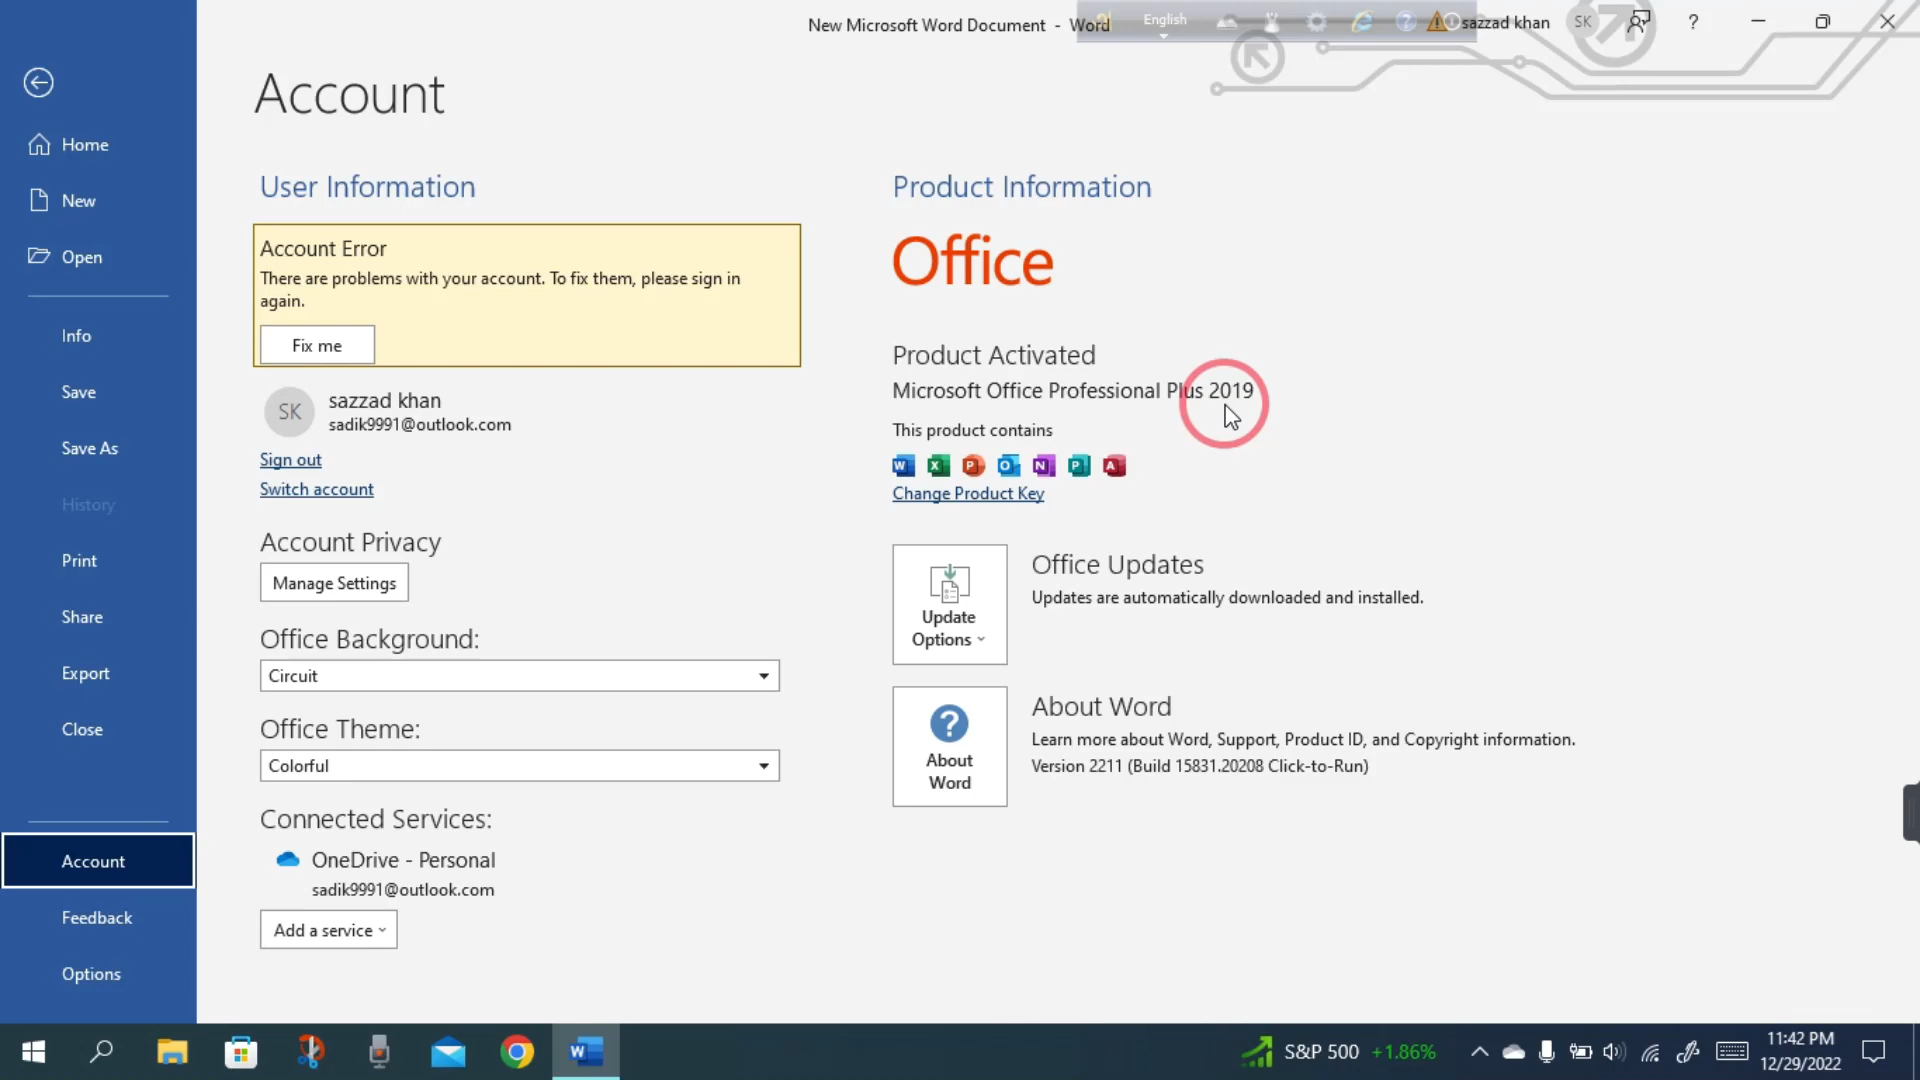 New Microsoft Word Document - Word
English
sazzad khan
SK
?
Account
Home
New
Open
Info
Save
Save As
History
Print
Share
Export
Close
Account
Feedback
Options
User Information
Account Error
There are problems with your account. To fix them, please sign in
again.
Fix me
SK
sazzad khan
sadik9991@outlook.com
Sign out
Switch account
Account Privacy
Manage Settings
Office Background:
Circuit
Office Theme:
Colorful
Connected Services:
OneDrive - Personal
sadik9991@outlook.com
Add a service
Product Information
Office
Product Activated
Microsoft Office Professional Plus 2019
This product contains
W X P O N P A
Change Product Key
Update
Options
Office Updates
Updates are automatically downloaded and installed.
?
About
Word
About Word
Learn more about Word, Support, Product ID, and Copyright information.
Version 2211 (Build 15831.20208 Click-to-Run)
W
S&P 500 +1.86%
11:42 PM
12/29/2022